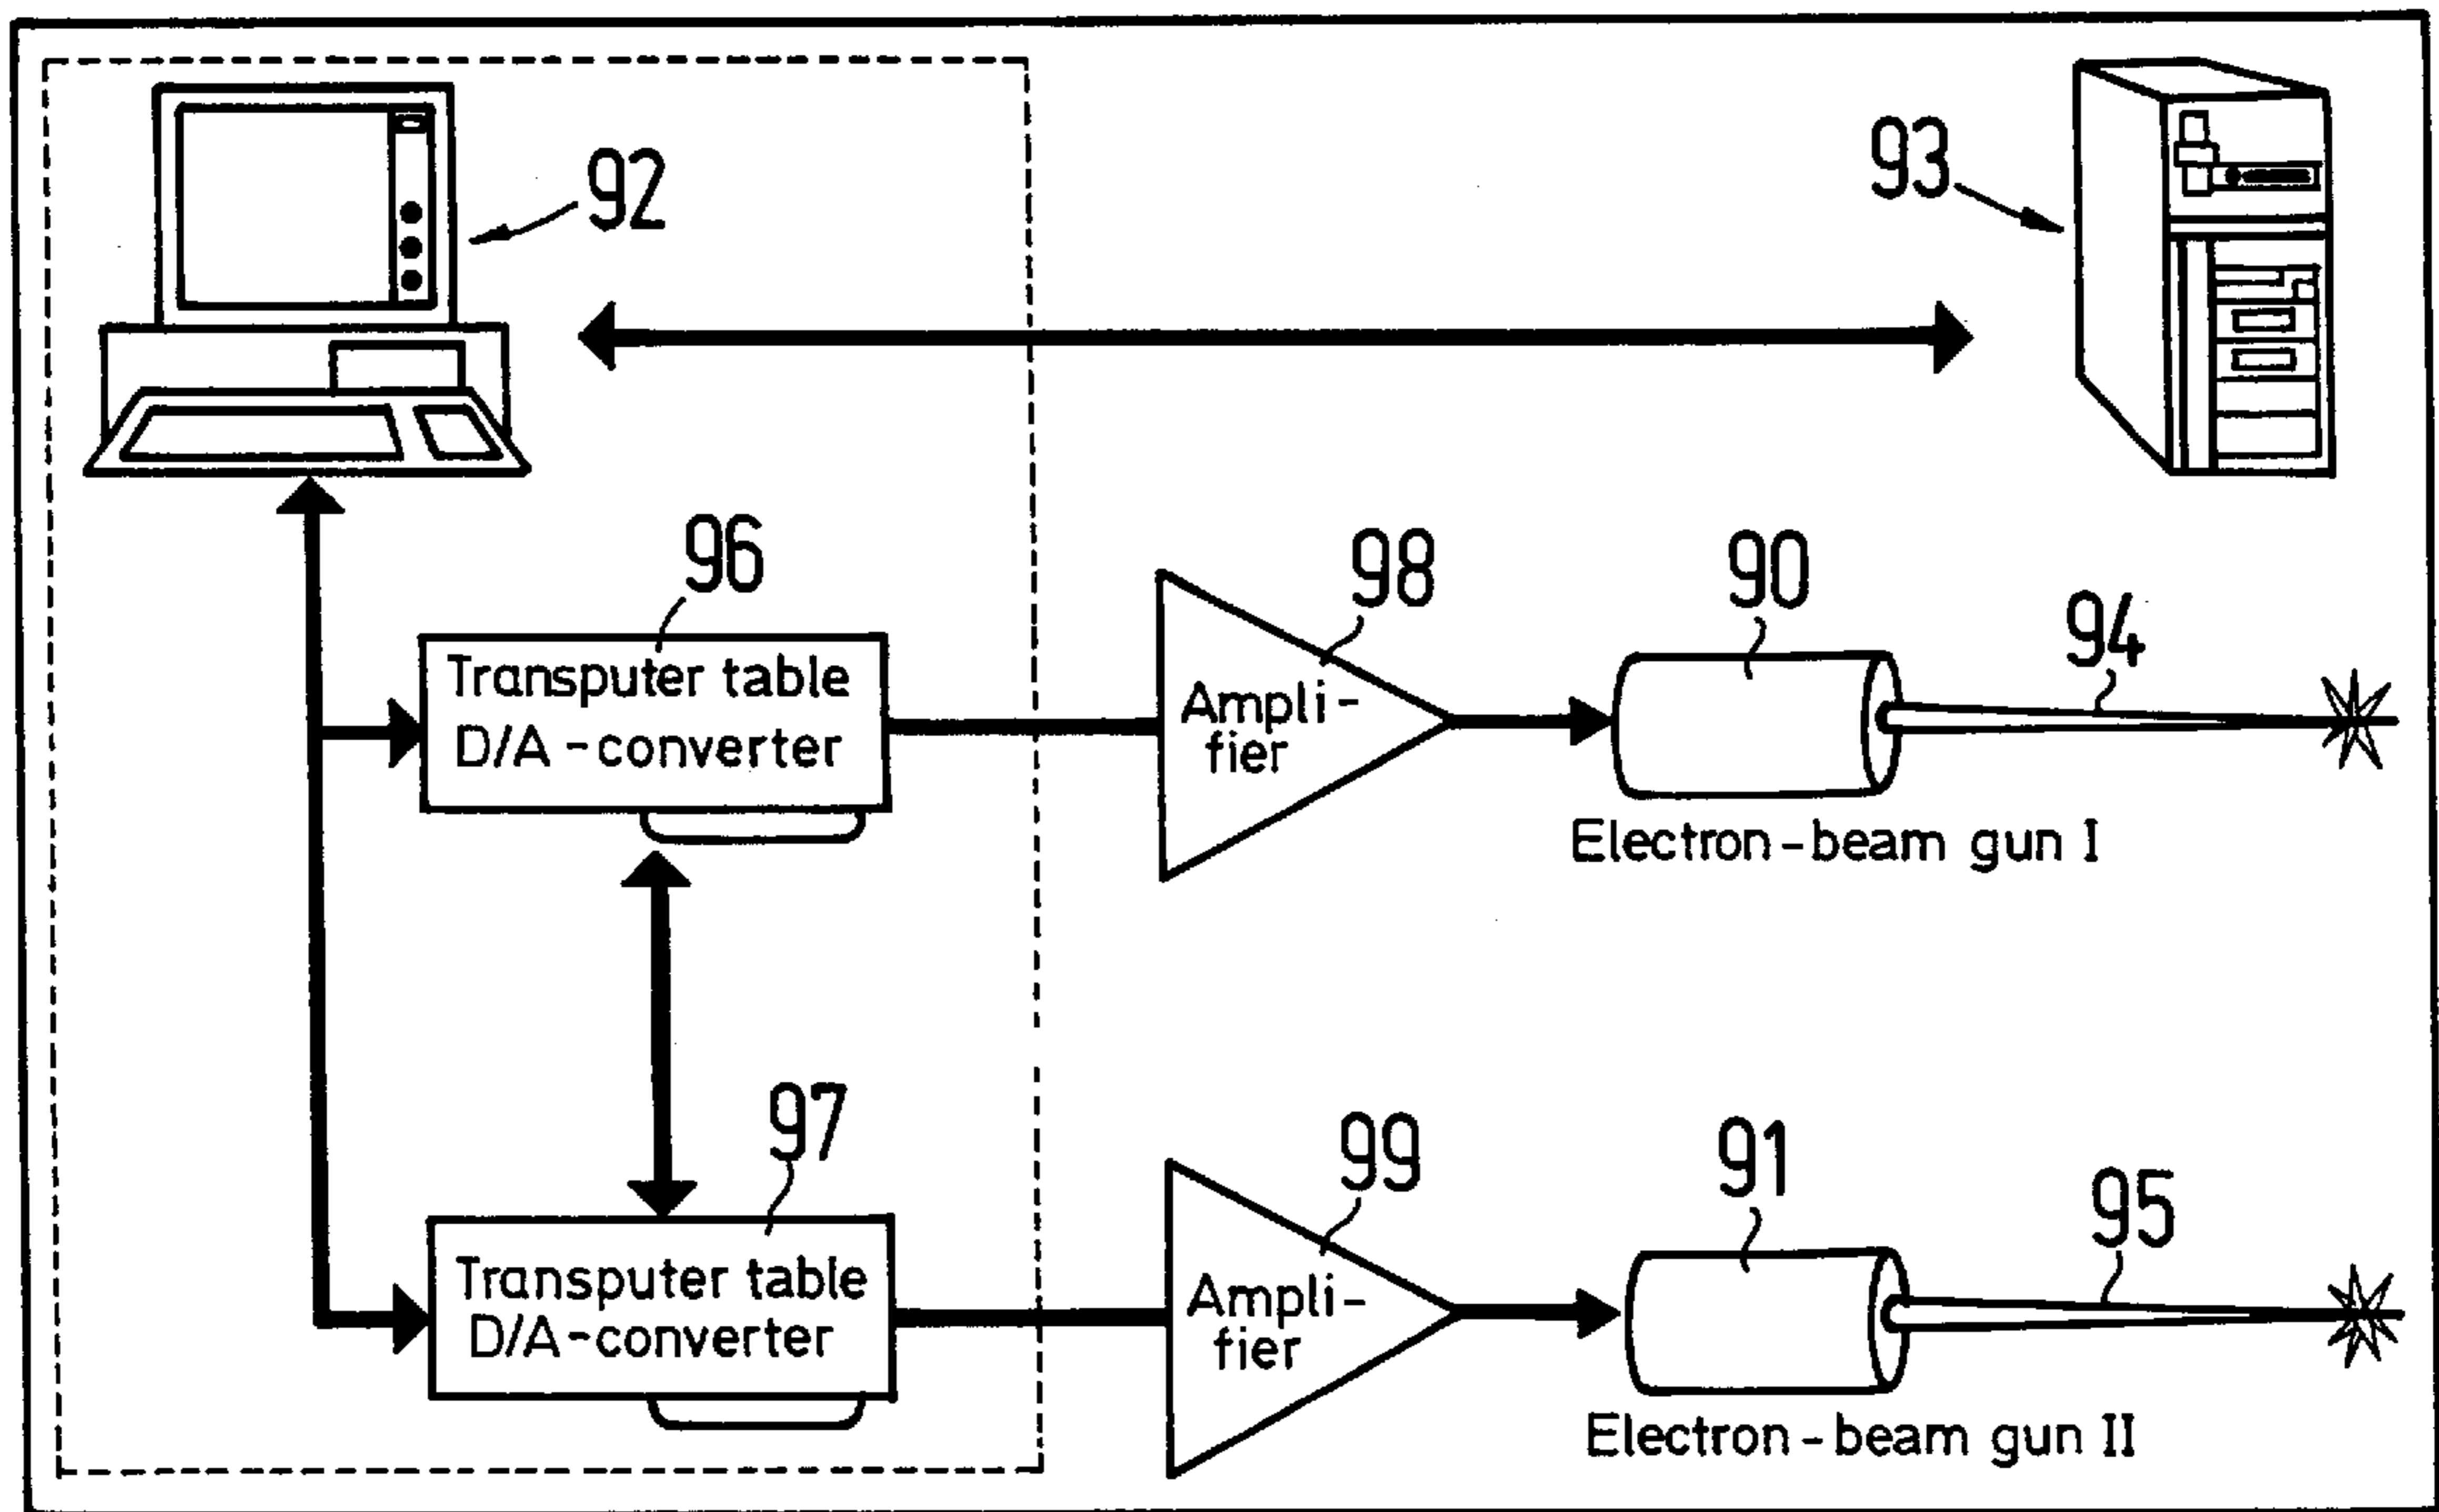 92
93
96
98
90
94
Transputer table
D/A-converter
Ampli-
fier
Electron-beam gun I
97
99
91
95
Transputer table
D/A-converter
Ampli-
fier
Electron-beam gun II